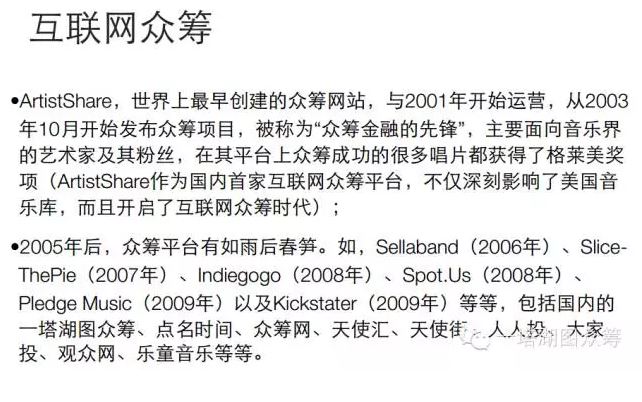 互联网众筹
•ArtistShare，世界上最早创建的众筹网站，与2001年开始运营，从2003
年10月开始发布众筹项目，被称为“众筹金融的先锋”，主要面向音乐界
的艺术家及其粉丝，在其平台上众筹成功的很多唱片都获得了格莱美奖
项（ArtistShare作为国内首家互联网众筹平台，不仅深刻影响了美国音
乐库，而且开启了互联网众筹时代）；
•2005年后，众筹平台有如雨后春笋。如，Sellaband（2006年）、Slice-
ThePie（2007年）、Indiegogo（2008年）、Spot.Us（2008年）、
Pledge Music（2009年）以及Kickstater（2009年）等等，包括国内的
一塔湖图众筹、点名时间、众筹网、天使汇、天使街、人人投、大家
投、观众网、乐童音乐等等。
一塔湖图众筹